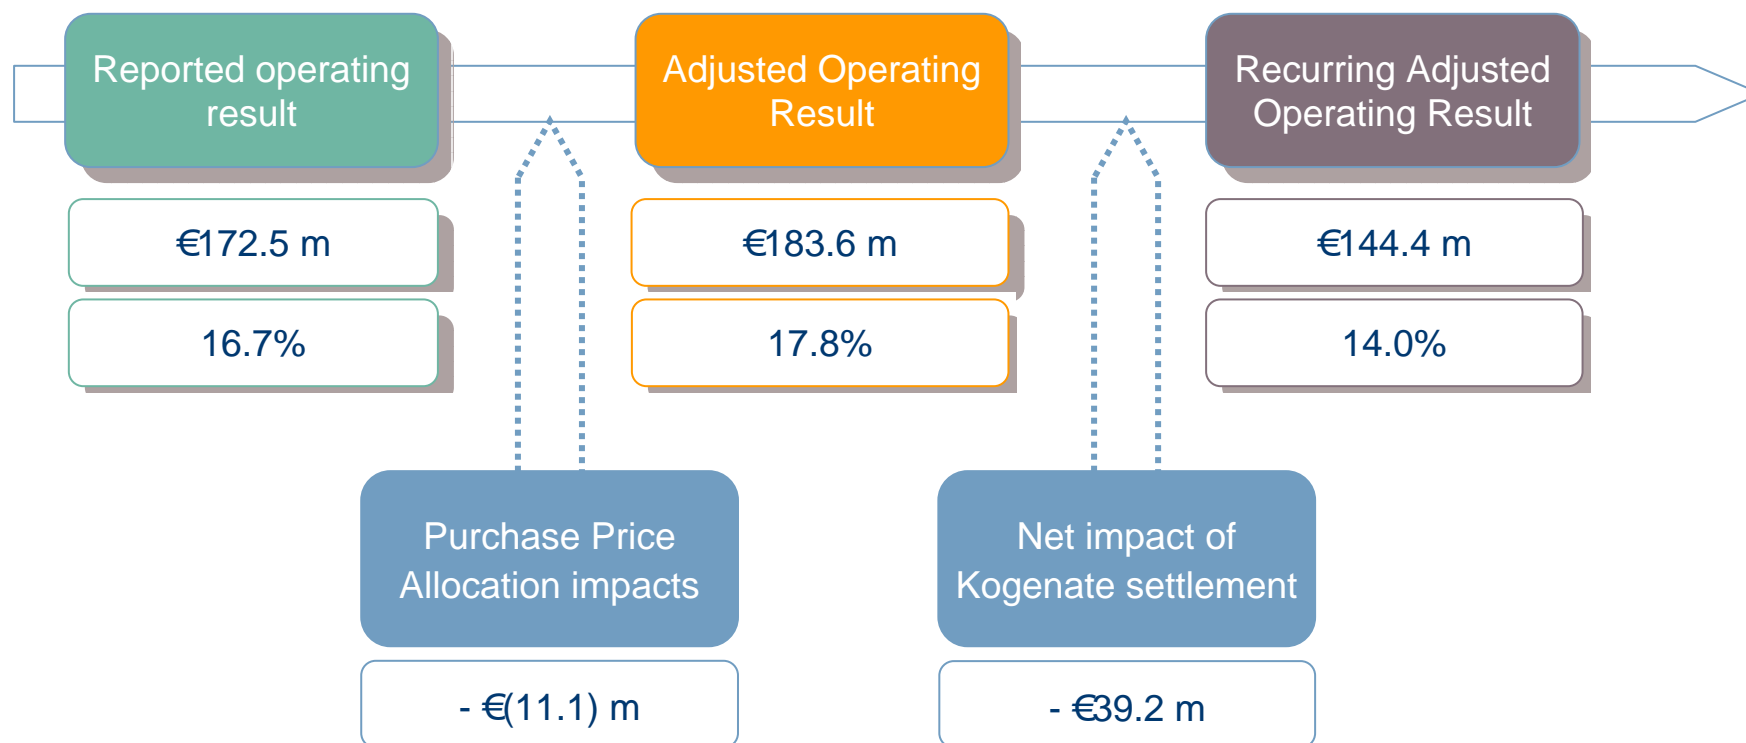 Reported operating
result
Adjusted Operating
Result
Recurring Adjusted
Operating Result
€172.5 m
€183.6 m
€144.4 m
16.7%
17.8%
14.0%
Purchase Price
Allocation impacts
Net impact of
Kogenate settlement
- €(11.1) m
- €39.2 m